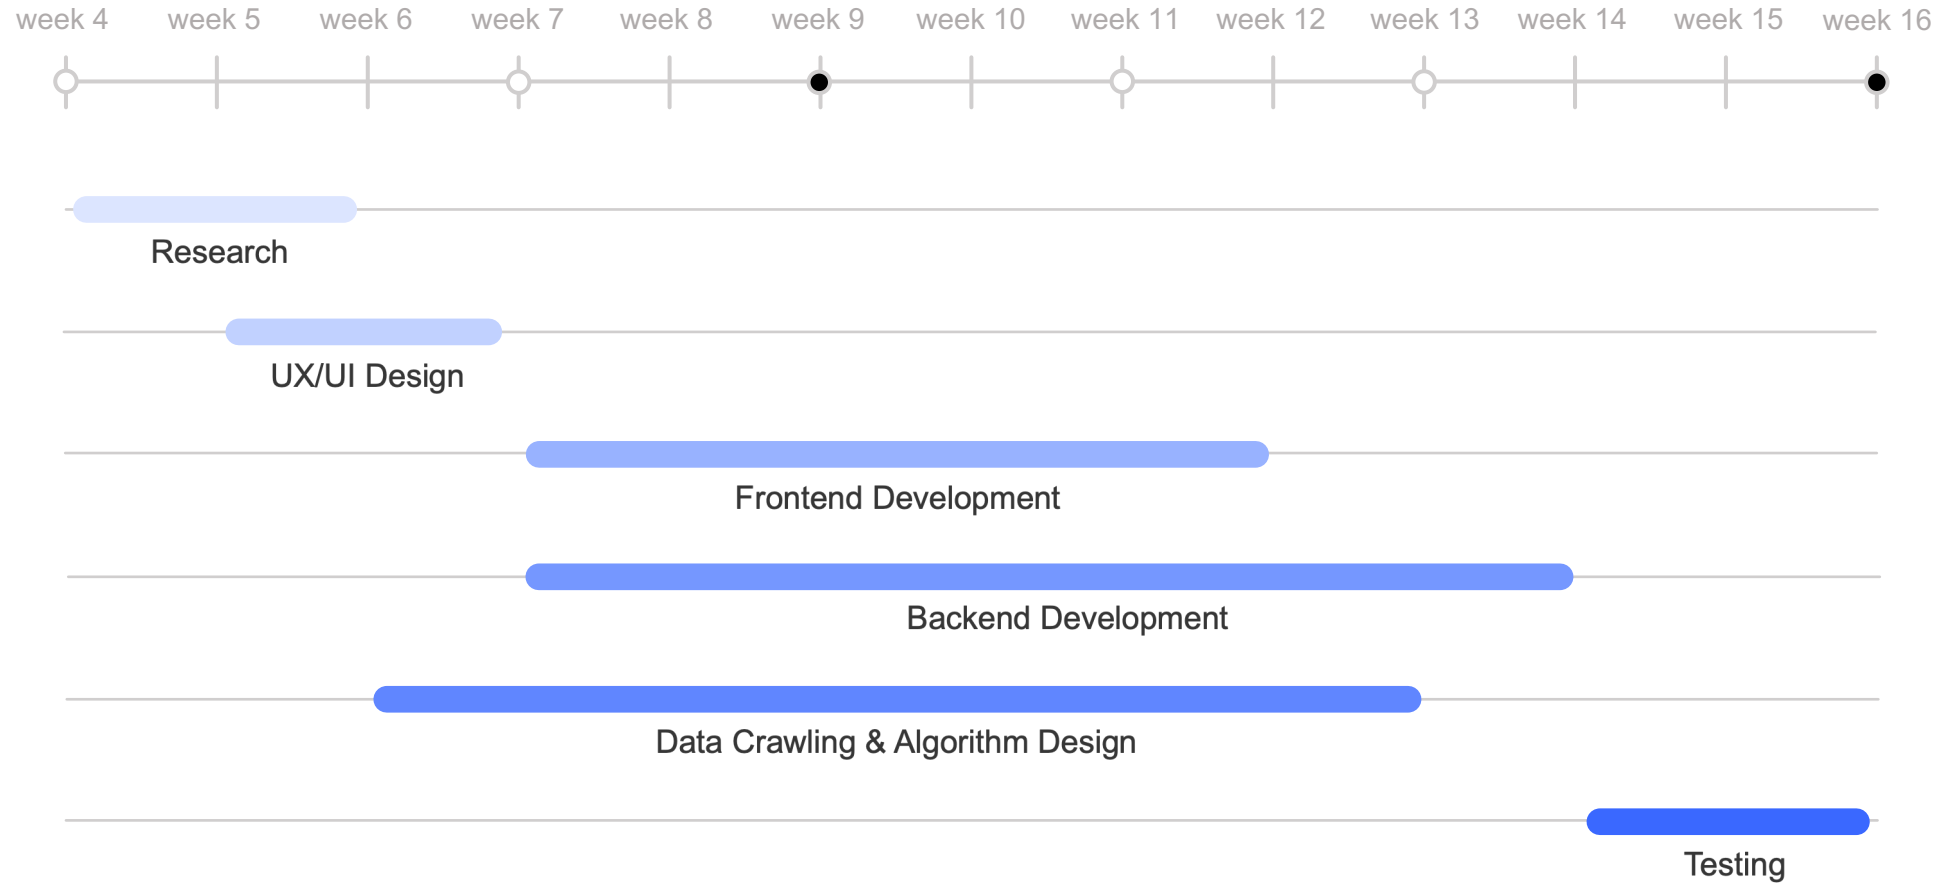 week 4 week 5 week 6 week 7 week 8 week 9 week 10 week 11 week 12 week 13 week 14 week 15 week 16
Research
UX/UI Design
Frontend Development
Backend Development
Data Crawling & Algorithm Design
Testing